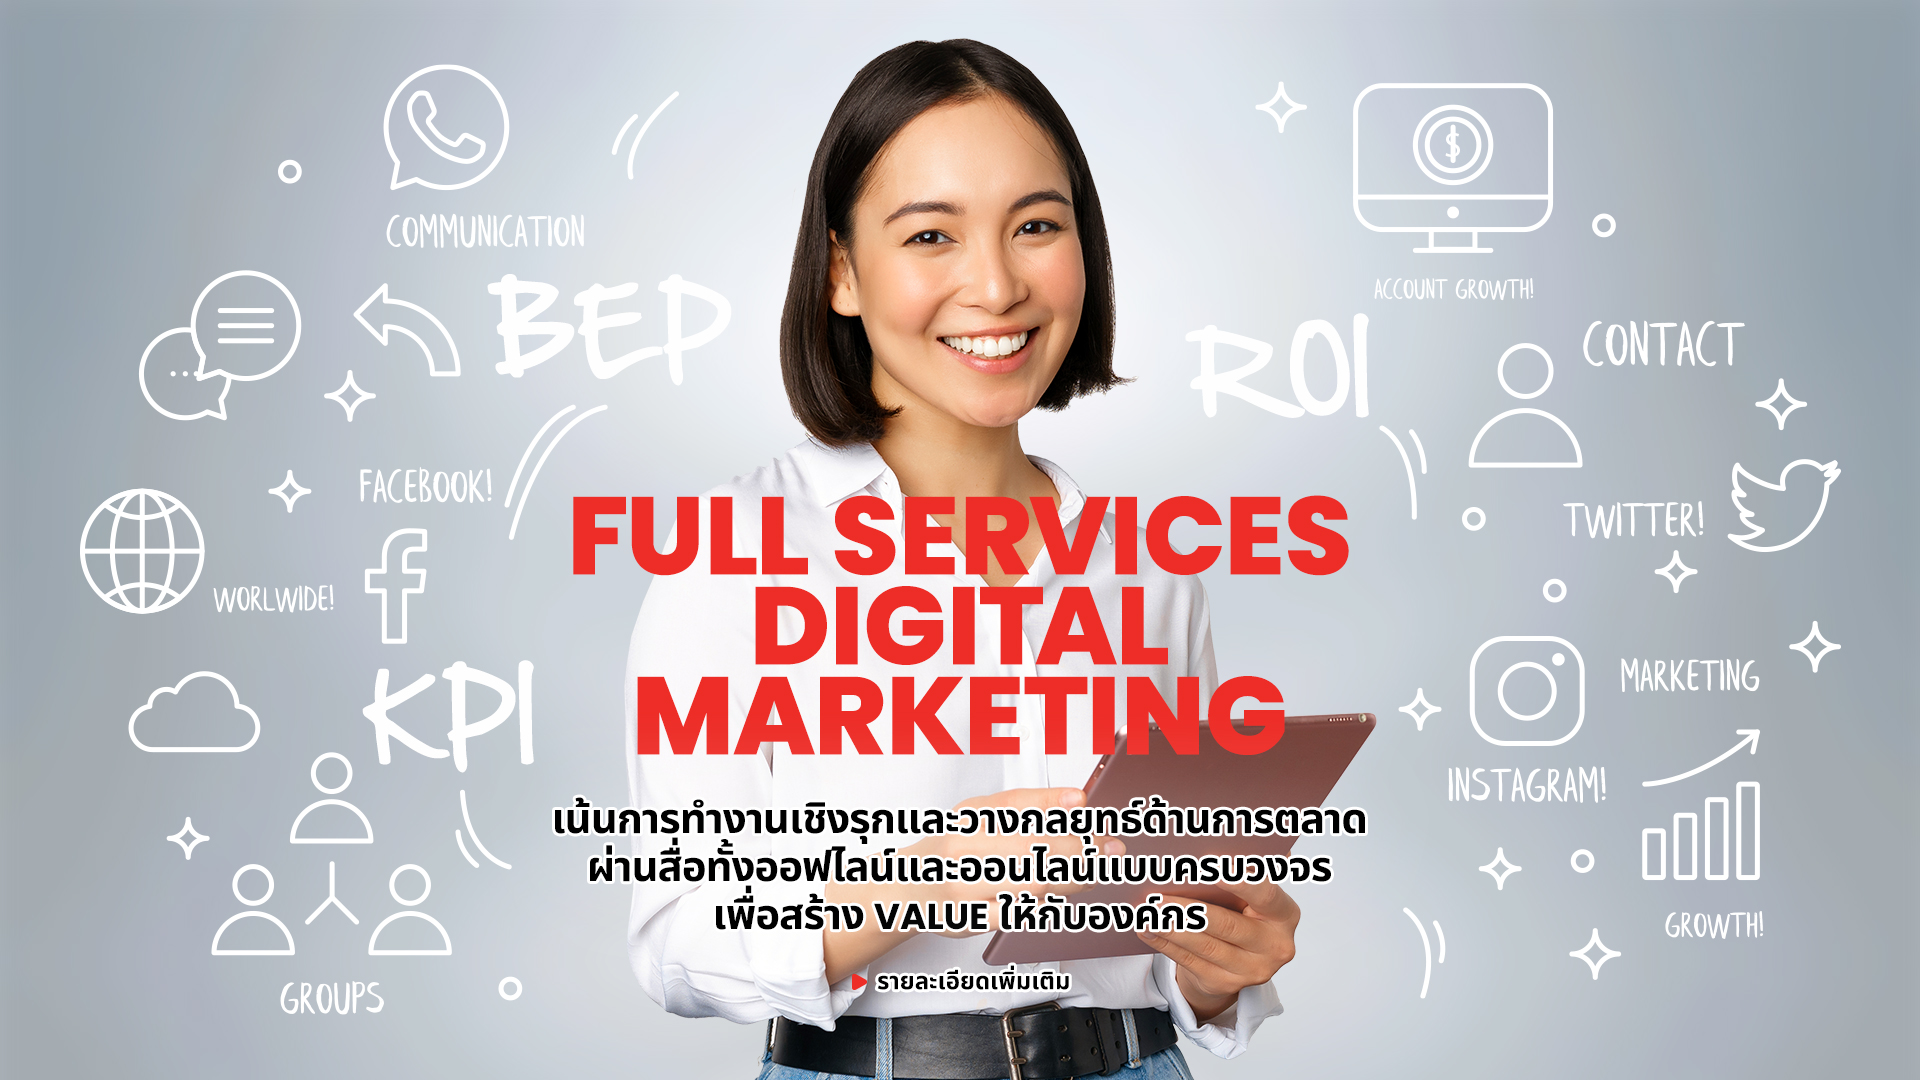 COMMUNICATION
BEP
FACEBOOK!
WORLWIDE!
KPI
GROUPS
ACCOUNT GROWTH!
ROI
CONTACT
TWITTER!
MARKETING
INSTAGRAM!
GROWTH!
FULL SERVICES
DIGITAL
MARKETING
เน้นการทำงานเชิงรุกและวางกลยุทธ์ด้านการตลาด
ผ่านสื่อทั้งออฟไลน์และออนไลน์แบบครบวงจร
เพื่อสร้าง VALUE ให้กับองค์กร
รายละเอียดเพิ่มเติม